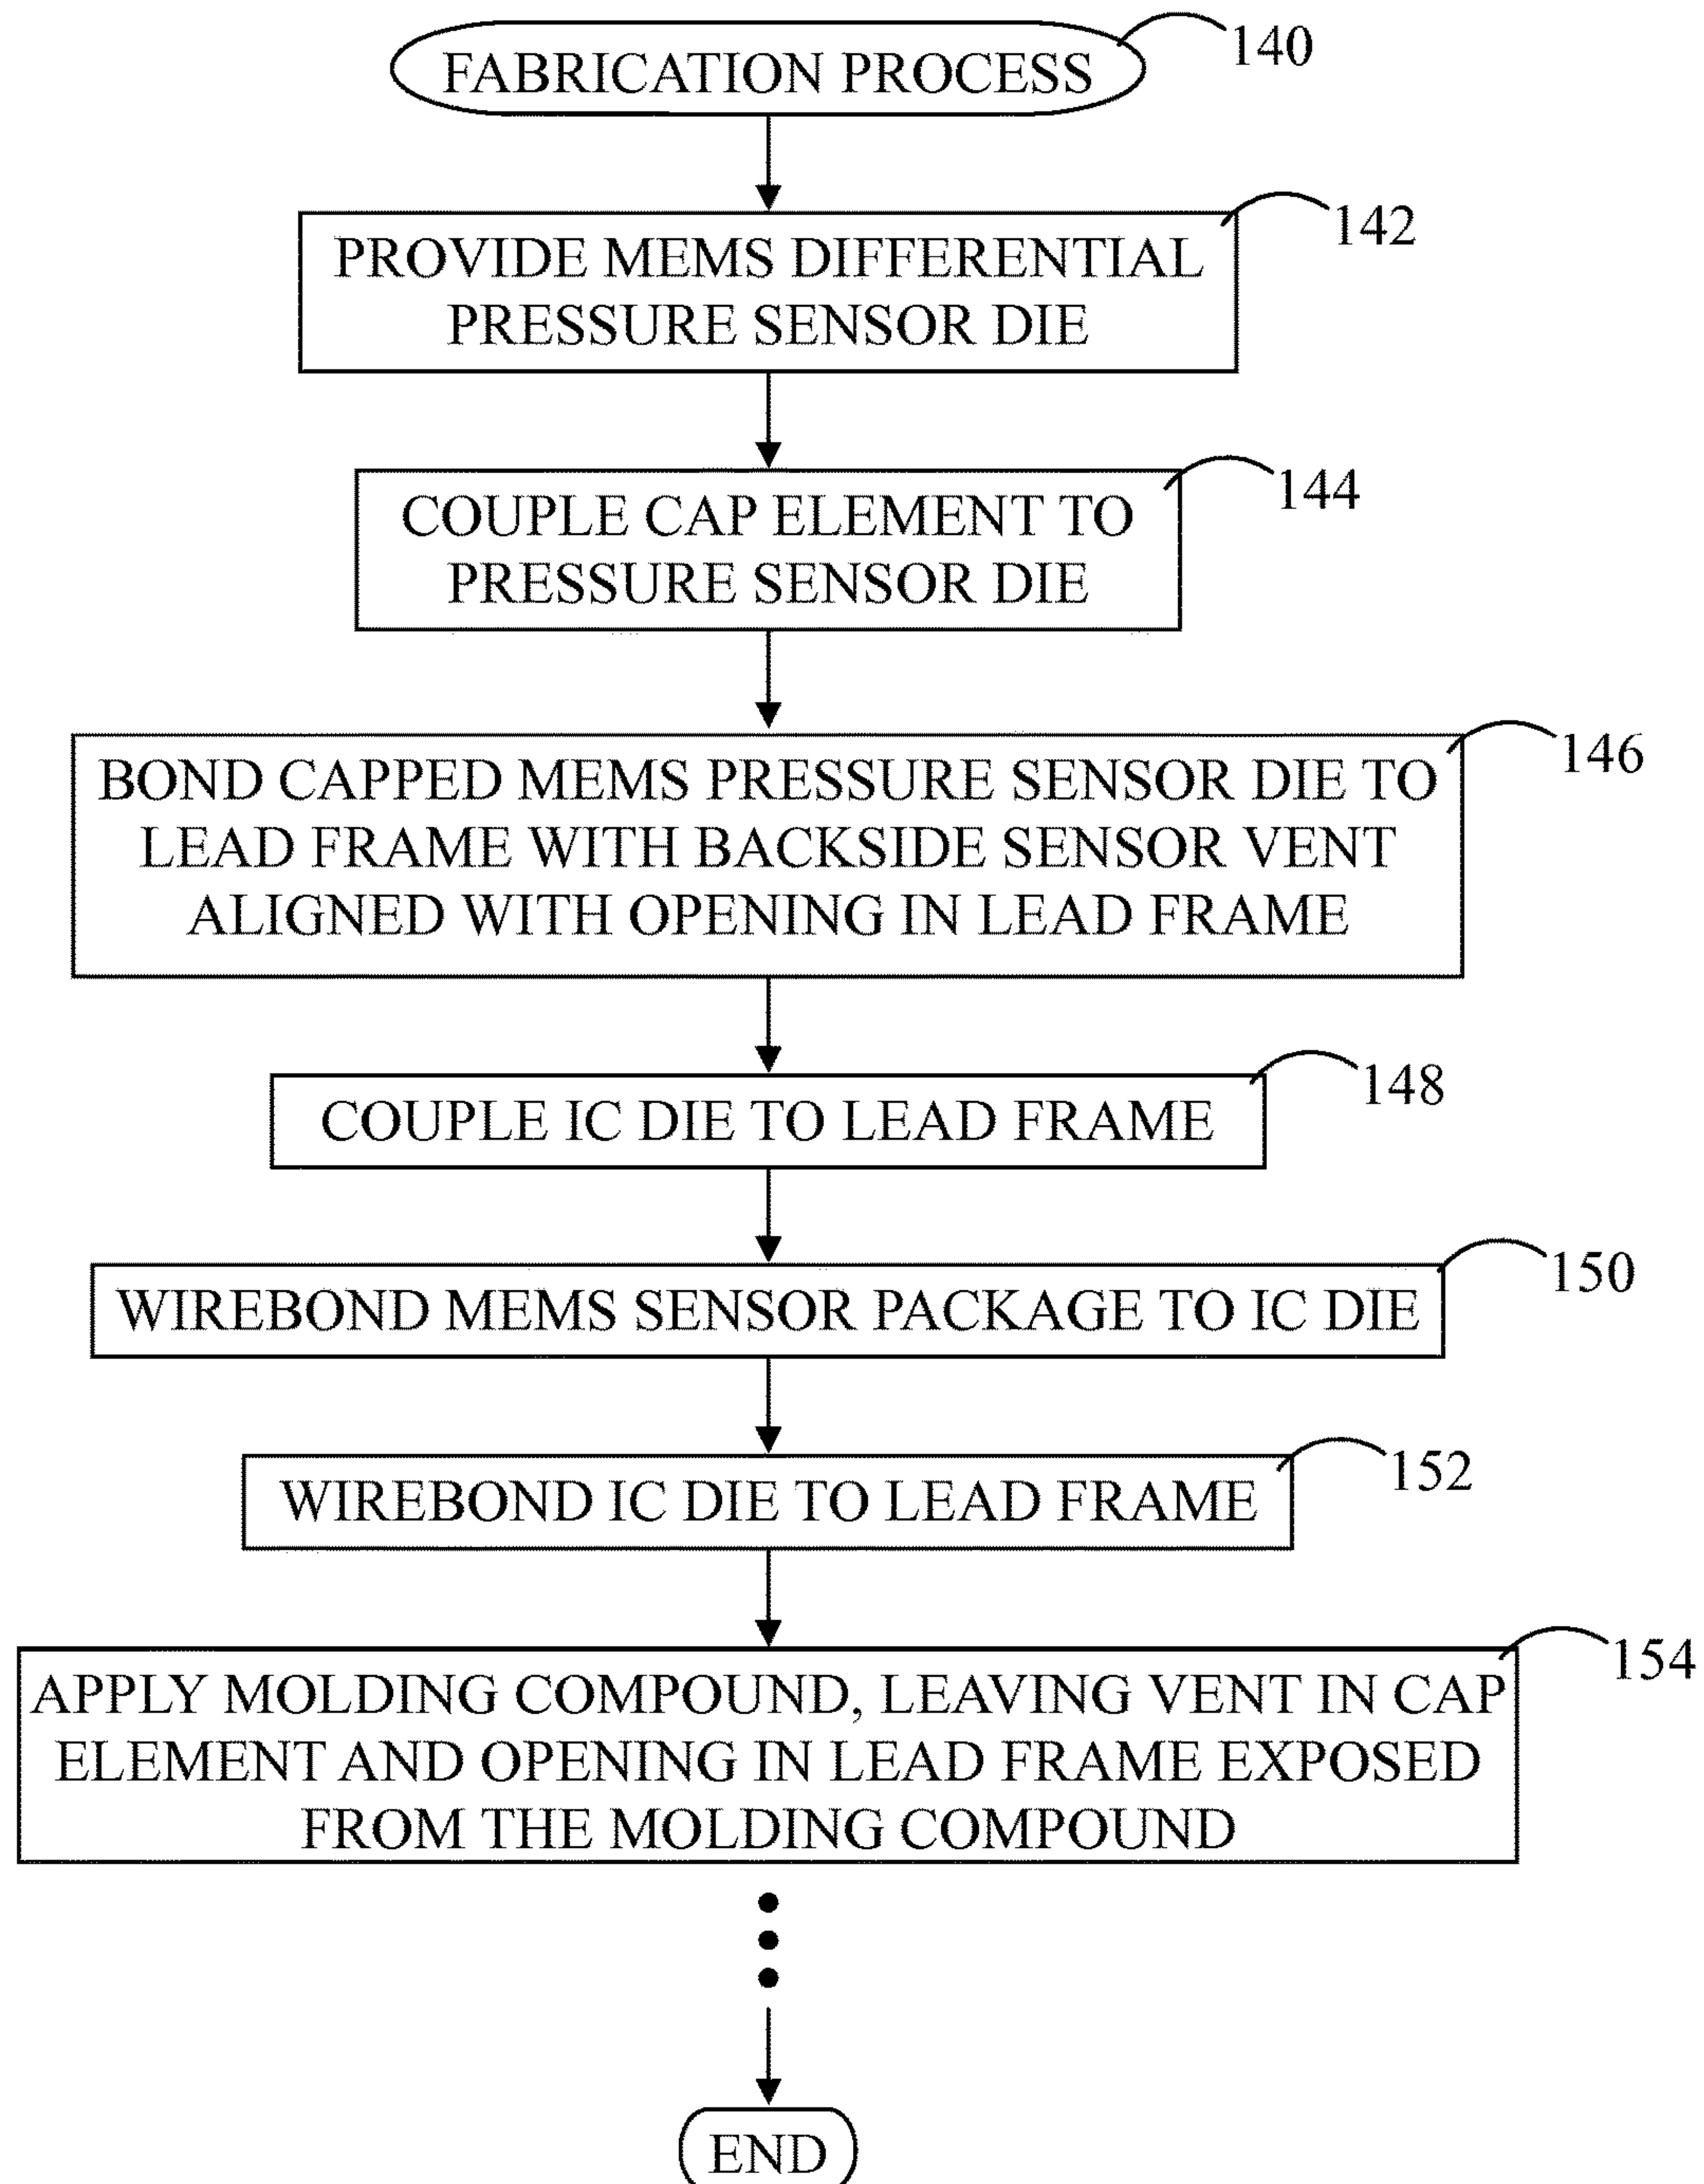 FABRICATION PROCESS
140
PROVIDE MEMS DIFFERENTIAL
PRESSURE SENSOR DIE
142
COUPLE CAP ELEMENT TO
PRESSURE SENSOR DIE
144
BOND CAPPED MEMS PRESSURE SENSOR DIE TO
LEAD FRAME WITH BACKSIDE SENSOR VENT
ALIGNED WITH OPENING IN LEAD FRAME
146
COUPLE IC DIE TO LEAD FRAME
148
WIREBOND MEMS SENSOR PACKAGE TO IC DIE
150
WIREBOND IC DIE TO LEAD FRAME
152
APPLY MOLDING COMPOUND, LEAVING VENT IN CAP
ELEMENT AND OPENING IN LEAD FRAME EXPOSED
FROM THE MOLDING COMPOUND
154
END